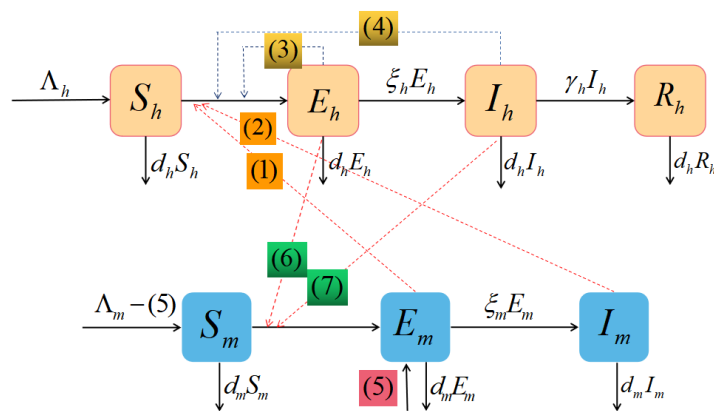 (4)
(3)
Λ_h
S_h
E_h
ξ_h E_h
I_h
γ_h I_h
R_h
(2)
(1)
d_h S_h
d_h E_h
d_h I_h
d_h R_h
(6)
(7)
Λ_m − (5)
S_m
E_m
ξ_m E_m
I_m
d_m S_m
(5)
d_m E_m
d_m I_m